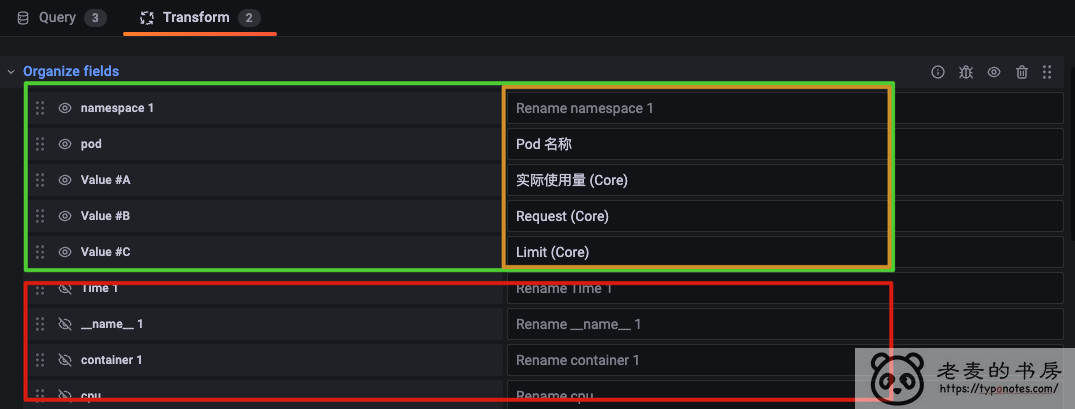 Query 3 Transform 2
Organize fields
namespace 1 Rename namespace 1
pod Pod 名称
Value #A 实际使用量 (Core)
Value #B Request (Core)
Value #C Limit (Core)
Time 1 Rename Time 1
__name__ 1 Rename __name__ 1
container 1 Rename container 1
cpu Rename cpu
老麦的书房
https://typonotes.com/